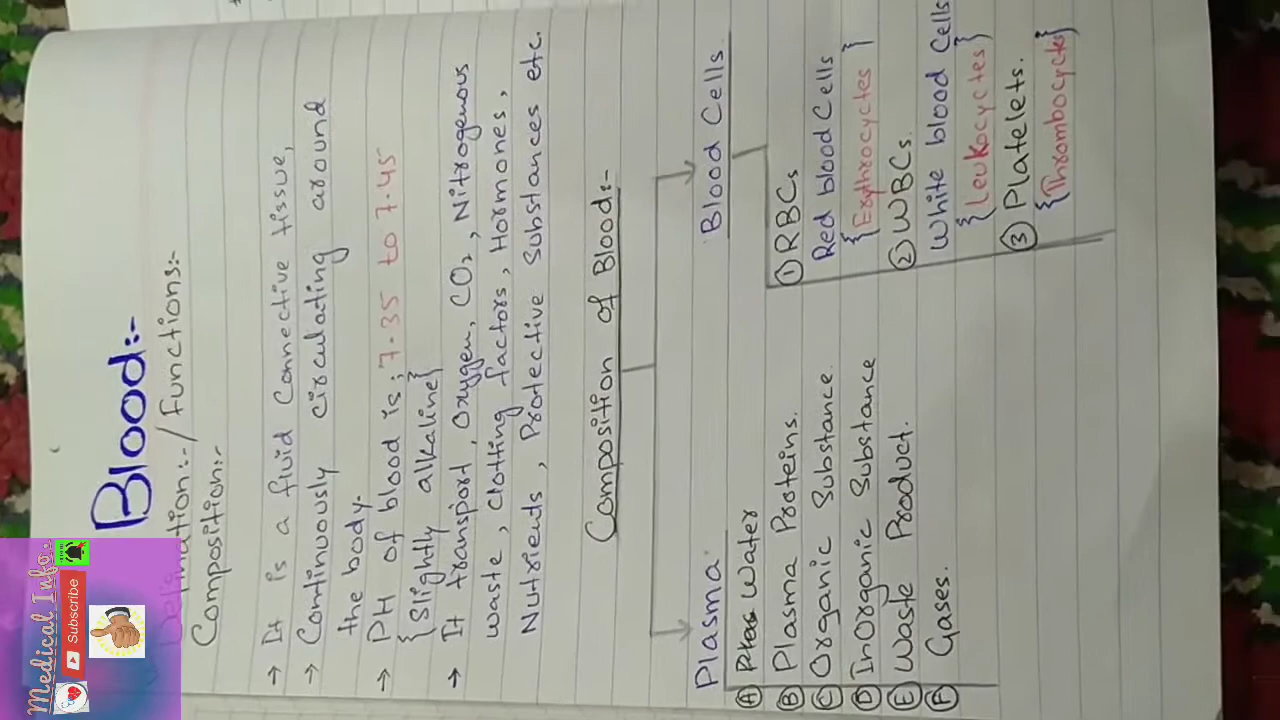 Blood:-
Defination:-/functions:-
Composition:-
→ It is a fluid Connective tissue,
→ Continuously circulating around
the body.
→ PH of blood is; 7.35 to 7.45
{Slightly alkaline}
→ It transport, Oxygen, CO2, Nitrogenous
waste, Clotting factors, Hormones,
Nutrients, Protective Substances etc.
Composition of Blood:-
Plasma.
A Water
B Plasma Proteins.
C Organic Substance.
D InOrganic Substance
E Waste Product.
F Gases.
Blood Cells.
1 RBCs
Red blood Cells
{Erythrocytes}
2 WBCs.
White blood Cells
{Leukocytes}
3 Platelets.
{Thrombocytes}
Medical Info:-
Subscribe